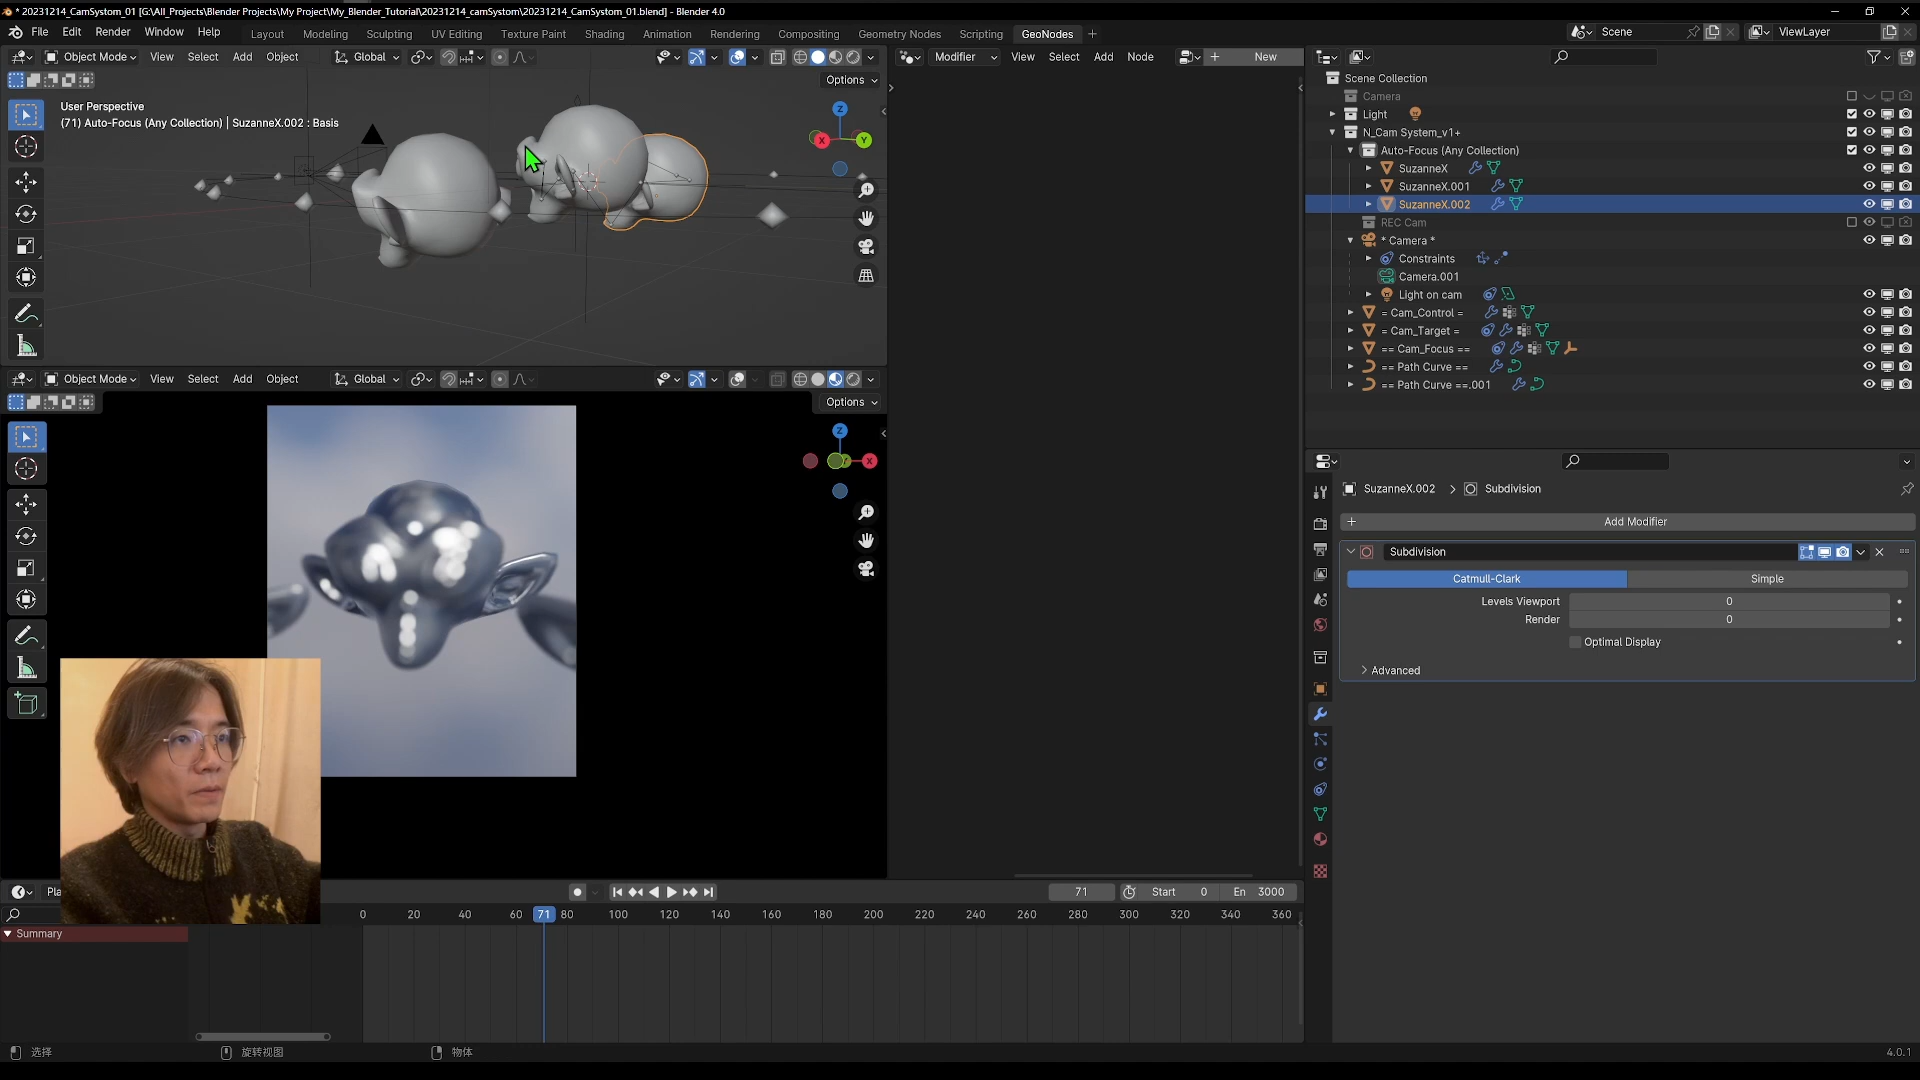 * 20231214_CamSystom_01 [G:\All_Projects\Blender Projects\My Project\My_Blender_Tutorial\20231214_camSystom\20231214_CamSystom_01.blend] - Blender 4.0
File Edit Render Window Help Layout Modeling Sculpting UV Editing Texture Paint Shading Animation Rendering Compositing Geometry Nodes Scripting GeoNodes Scene ViewLayer
Object Mode View Select Add Object Global Modifier View Select Add Node New
Options
User Perspective
(71) Auto-Focus (Any Collection) | SuzanneX.002 : Basis
Z
X
Y
Scene Collection
Camera
Light
N_Cam System_v1+
Auto-Focus (Any Collection)
SuzanneX
SuzanneX.001
SuzanneX.002
REC Cam
* Camera *
Constraints
Camera.001
Light on cam
= Cam_Control =
= Cam_Target =
== Cam_Focus ==
== Path Curve ==
== Path Curve ==.001
Object Mode View Select Add Object Global
Options
Z
X
SuzanneX.002 > Subdivision
Add Modifier
Subdivision
Catmull-Clark Simple
Levels Viewport 0
Render 0
Optimal Display
Advanced
Pla 71 Start 0 En 3000
0 20 40 60 71 80 100 120 140 160 180 200 220 240 260 280 300 320 340 360
Summary
选择 旋转视图 物体 4.0.1